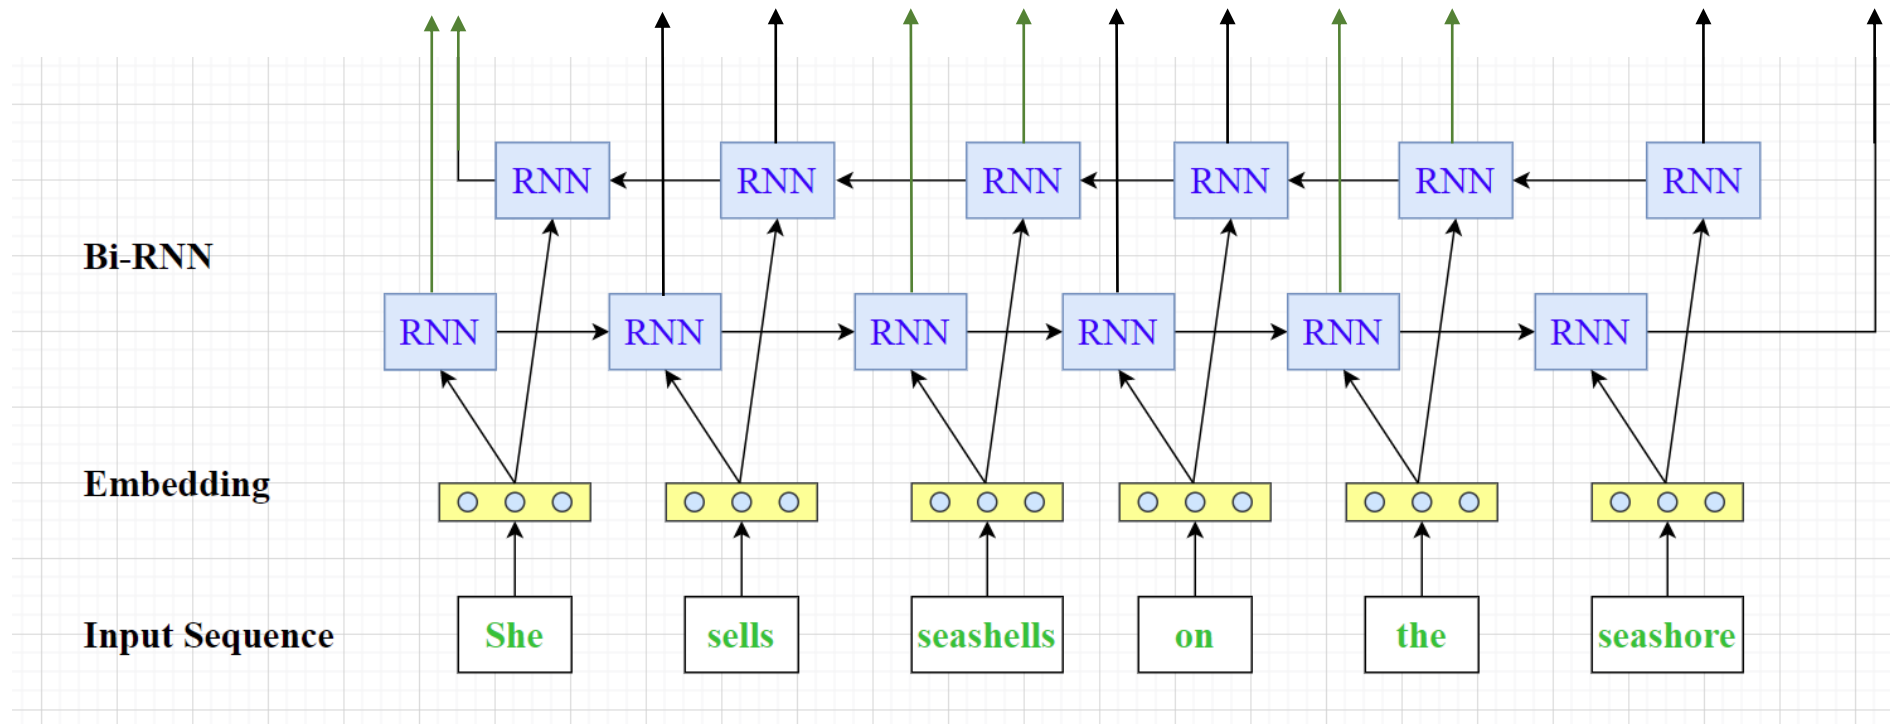 RNN RNN RNN RNN RNN RNN
Bi-RNN
RNN RNN RNN RNN RNN RNN
Embedding
Input Sequence She sells seashells on the seashore